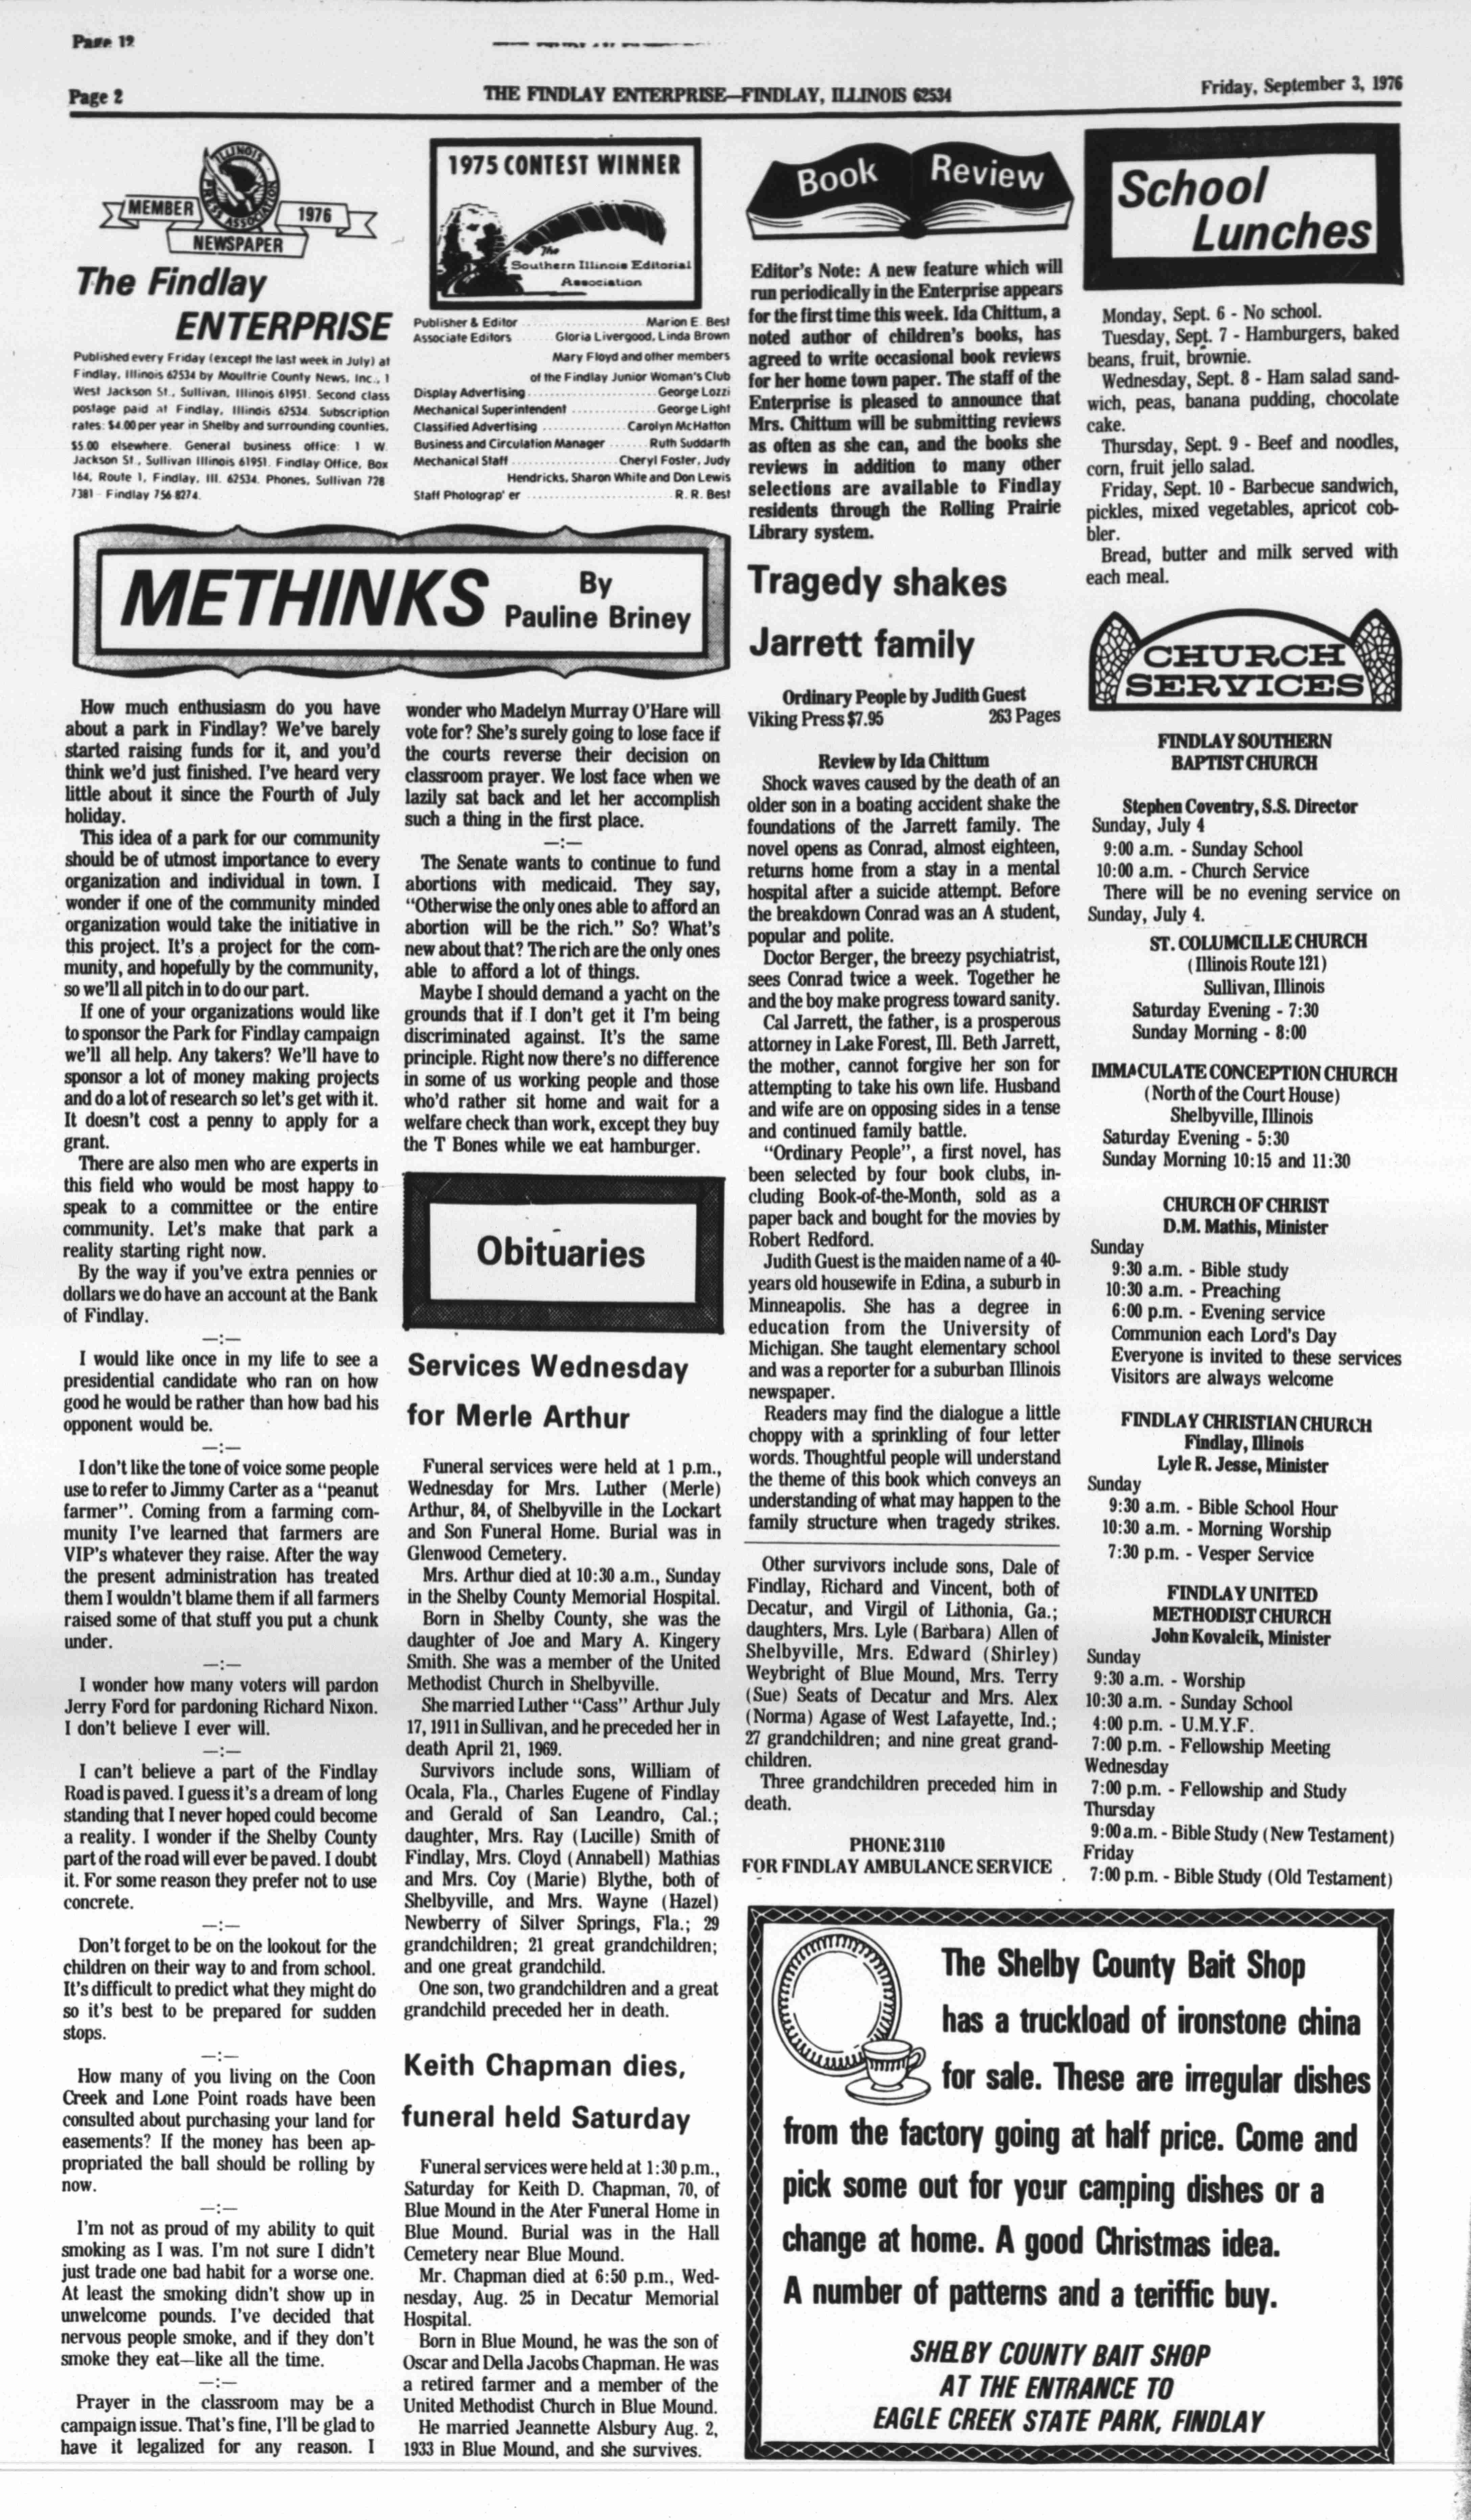 Page 12
Page 2
THE FINDLAY ENTERPRISE—FINDLAY, ILLINOIS 62534
Friday, September 3, 1976
ILLINOIS
PRESS ASSOCIATION
MEMBER
1976
NEWSPAPER
The Findlay
ENTERPRISE
Published every Friday (except the last week in July) at
Findlay, Illinois 62534 by Moultrie County News, Inc., 1
West Jackson St., Sullivan, Illinois 61951. Second class
postage paid at Findlay, Illinois 62534. Subscription
rates: $4.00 per year in Shelby and surrounding counties,
$5.00 elsewhere. General business office: 1 W.
Jackson St., Sullivan Illinois 61951. Findlay Office, Box
164, Route 1, Findlay, Ill. 62534. Phones, Sullivan 728
7381 - Findlay 756 8274.
1975 CONTEST WINNER
The
Southern Illinois Editorial
Association
Publisher & Editor Marion E. Best
Associate Editors Gloria Livergood, Linda Brown
Mary Floyd and other members
of the Findlay Junior Woman's Club
Display Advertising George Lozzi
Mechanical Superintendent George Light
Classified Advertising Carolyn McHatton
Business and Circulation Manager Ruth Suddarth
Mechanical Staff Cheryl Foster, Judy
Hendricks, Sharon White and Don Lewis
Staff Photograp' er R. R. Best
METHINKS
By
Pauline Briney
How much enthusiasm do you have
about a park in Findlay? We've barely
started raising funds for it, and you'd
think we'd just finished. I've heard very
little about it since the Fourth of July
holiday.
This idea of a park for our community
should be of utmost importance to every
organization and individual in town. I
wonder if one of the community minded
organization would take the initiative in
this project. It's a project for the com-
munity, and hopefully by the community,
so we'll all pitch in to do our part.
If one of your organizations would like
to sponsor the Park for Findlay campaign
we'll all help. Any takers? We'll have to
sponsor a lot of money making projects
and do a lot of research so let's get with it.
It doesn't cost a penny to apply for a
grant.
There are also men who are experts in
this field who would be most happy to
speak to a committee or the entire
community. Let's make that park a
reality starting right now.
By the way if you've extra pennies or
dollars we do have an account at the Bank
of Findlay.
—:—
I would like once in my life to see a
presidential candidate who ran on how
good he would be rather than how bad his
opponent would be.
—:—
I don't like the tone of voice some people
use to refer to Jimmy Carter as a "peanut
farmer". Coming from a farming com-
munity I've learned that farmers are
VIP's whatever they raise. After the way
the present administration has treated
them I wouldn't blame them if all farmers
raised some of that stuff you put a chunk
under.
—:—
I wonder how many voters will pardon
Jerry Ford for pardoning Richard Nixon.
I don't believe I ever will.
—:—
I can't believe a part of the Findlay
Road is paved. I guess it's a dream of long
standing that I never hoped could become
a reality. I wonder if the Shelby County
part of the road will ever be paved. I doubt
it. For some reason they prefer not to use
concrete.
—:—
Don't forget to be on the lookout for the
children on their way to and from school.
It's difficult to predict what they might do
so it's best to be prepared for sudden
stops.
—:—
How many of you living on the Coon
Creek and Lone Point roads have been
consulted about purchasing your land for
easements? If the money has been ap-
propriated the ball should be rolling by
now.
—:—
I'm not as proud of my ability to quit
smoking as I was. I'm not sure I didn't
just trade one bad habit for a worse one.
At least the smoking didn't show up in
unwelcome pounds. I've decided that
nervous people smoke, and if they don't
smoke they eat—like all the time.
—:—
Prayer in the classroom may be a
campaign issue. That's fine, I'll be glad to
have it legalized for any reason. I
wonder who Madelyn Murray O'Hare will
vote for? She's surely going to lose face if
the courts reverse their decision on
classroom prayer. We lost face when we
lazily sat back and let her accomplish
such a thing in the first place.
—:—
The Senate wants to continue to fund
abortions with medicaid. They say,
"Otherwise the only ones able to afford an
abortion will be the rich." So? What's
new about that? The rich are the only ones
able to afford a lot of things.
Maybe I should demand a yacht on the
grounds that if I don't get it I'm being
discriminated against. It's the same
principle. Right now there's no difference
in some of us working people and those
who'd rather sit home and wait for a
welfare check than work, except they buy
the T Bones while we eat hamburger.
Obituaries
Services Wednesday
for Merle Arthur
Funeral services were held at 1 p.m.,
Wednesday for Mrs. Luther (Merle)
Arthur, 84, of Shelbyville in the Lockart
and Son Funeral Home. Burial was in
Glenwood Cemetery.
Mrs. Arthur died at 10:30 a.m., Sunday
in the Shelby County Memorial Hospital.
Born in Shelby County, she was the
daughter of Joe and Mary A. Kingery
Smith. She was a member of the United
Methodist Church in Shelbyville.
She married Luther "Cass" Arthur July
17, 1911 in Sullivan, and he preceded her in
death April 21, 1969.
Survivors include sons, William of
Ocala, Fla., Charles Eugene of Findlay
and Gerald of San Leandro, Cal.;
daughter, Mrs. Ray (Lucille) Smith of
Findlay, Mrs. Cloyd (Annabell) Mathias
and Mrs. Coy (Marie) Blythe, both of
Shelbyville, and Mrs. Wayne (Hazel)
Newberry of Silver Springs, Fla.; 29
grandchildren; 21 great grandchildren;
and one great grandchild.
One son, two grandchildren and a great
grandchild preceded her in death.
Keith Chapman dies,
funeral held Saturday
Funeral services were held at 1:30 p.m.,
Saturday for Keith D. Chapman, 70, of
Blue Mound in the Ater Funeral Home in
Blue Mound. Burial was in the Hall
Cemetery near Blue Mound.
Mr. Chapman died at 6:50 p.m., Wed-
nesday, Aug. 25 in Decatur Memorial
Hospital.
Born in Blue Mound, he was the son of
Oscar and Della Jacobs Chapman. He was
a retired farmer and a member of the
United Methodist Church in Blue Mound.
He married Jeannette Alsbury Aug. 2,
1933 in Blue Mound, and she survives.
Book Review
Editor's Note: A new feature which will
run periodically in the Enterprise appears
for the first time this week. Ida Chittum, a
noted author of children's books, has
agreed to write occasional book reviews
for her home town paper. The staff of the
Enterprise is pleased to announce that
Mrs. Chittum will be submitting reviews
as often as she can, and the books she
reviews in addition to many other
selections are available to Findlay
residents through the Rolling Prairie
Library system.
Tragedy shakes
Jarrett family
Ordinary People by Judith Guest
Viking Press $7.95 263 Pages
Review by Ida Chittum
Shock waves caused by the death of an
older son in a boating accident shake the
foundations of the Jarrett family. The
novel opens as Conrad, almost eighteen,
returns home from a stay in a mental
hospital after a suicide attempt. Before
the breakdown Conrad was an A student,
popular and polite.
Doctor Berger, the breezy psychiatrist,
sees Conrad twice a week. Together he
and the boy make progress toward sanity.
Cal Jarrett, the father, is a prosperous
attorney in Lake Forest, Ill. Beth Jarrett,
the mother, cannot forgive her son for
attempting to take his own life. Husband
and wife are on opposing sides in a tense
and continued family battle.
"Ordinary People", a first novel, has
been selected by four book clubs, in-
cluding Book-of-the-Month, sold as a
paper back and bought for the movies by
Robert Redford.
Judith Guest is the maiden name of a 40-
years old housewife in Edina, a suburb in
Minneapolis. She has a degree in
education from the University of
Michigan. She taught elementary school
and was a reporter for a suburban Illinois
newspaper.
Readers may find the dialogue a little
choppy with a sprinkling of four letter
words. Thoughtful people will understand
the theme of this book which conveys an
understanding of what may happen to the
family structure when tragedy strikes.
Other survivors include sons, Dale of
Findlay, Richard and Vincent, both of
Decatur, and Virgil of Lithonia, Ga.;
daughters, Mrs. Lyle (Barbara) Allen of
Shelbyville, Mrs. Edward (Shirley)
Weybright of Blue Mound, Mrs. Terry
(Sue) Seats of Decatur and Mrs. Alex
(Norma) Agase of West Lafayette, Ind.;
27 grandchildren; and nine great grand-
children.
Three grandchildren preceded him in
death.
PHONE 3110
FOR FINDLAY AMBULANCE SERVICE
School
Lunches
Monday, Sept. 6 - No school.
Tuesday, Sept. 7 - Hamburgers, baked
beans, fruit, brownie.
Wednesday, Sept. 8 - Ham salad sand-
wich, peas, banana pudding, chocolate
cake.
Thursday, Sept. 9 - Beef and noodles,
corn, fruit jello salad.
Friday, Sept. 10 - Barbecue sandwich,
pickles, mixed vegetables, apricot cob-
bler.
Bread, butter and milk served with
each meal.
CHURCH
SERVICES
FINDLAY SOUTHERN
BAPTIST CHURCH
Stephen Coventry, S.S. Director
Sunday, July 4
9:00 a.m. - Sunday School
10:00 a.m. - Church Service
There will be no evening service on
Sunday, July 4.
ST. COLUMCILLE CHURCH
(Illinois Route 121)
Sullivan, Illinois
Saturday Evening - 7:30
Sunday Morning - 8:00
IMMACULATE CONCEPTION CHURCH
(North of the Court House)
Shelbyville, Illinois
Saturday Evening - 5:30
Sunday Morning 10:15 and 11:30
CHURCH OF CHRIST
D.M. Mathis, Minister
Sunday
9:30 a.m. - Bible study
10:30 a.m. - Preaching
6:00 p.m. - Evening service
Communion each Lord's Day
Everyone is invited to these services
Visitors are always welcome
FINDLAY CHRISTIAN CHURCH
Findlay, Illinois
Lyle R. Jesse, Minister
Sunday
9:30 a.m. - Bible School Hour
10:30 a.m. - Morning Worship
7:30 p.m. - Vesper Service
FINDLAY UNITED
METHODIST CHURCH
John Kovalcik, Minister
Sunday
9:30 a.m. - Worship
10:30 a.m. - Sunday School
4:00 p.m. - U.M.Y.F.
7:00 p.m. - Fellowship Meeting
Wednesday
7:00 p.m. - Fellowship and Study
Thursday
9:00 a.m. - Bible Study (New Testament)
Friday
7:00 p.m. - Bible Study (Old Testament)
The Shelby County Bait Shop
has a truckload of ironstone china
for sale. These are irregular dishes
from the factory going at half price. Come and
pick some out for your camping dishes or a
change at home. A good Christmas idea.
A number of patterns and a teriffic buy.
SHELBY COUNTY BAIT SHOP
AT THE ENTRANCE TO
EAGLE CREEK STATE PARK, FINDLAY